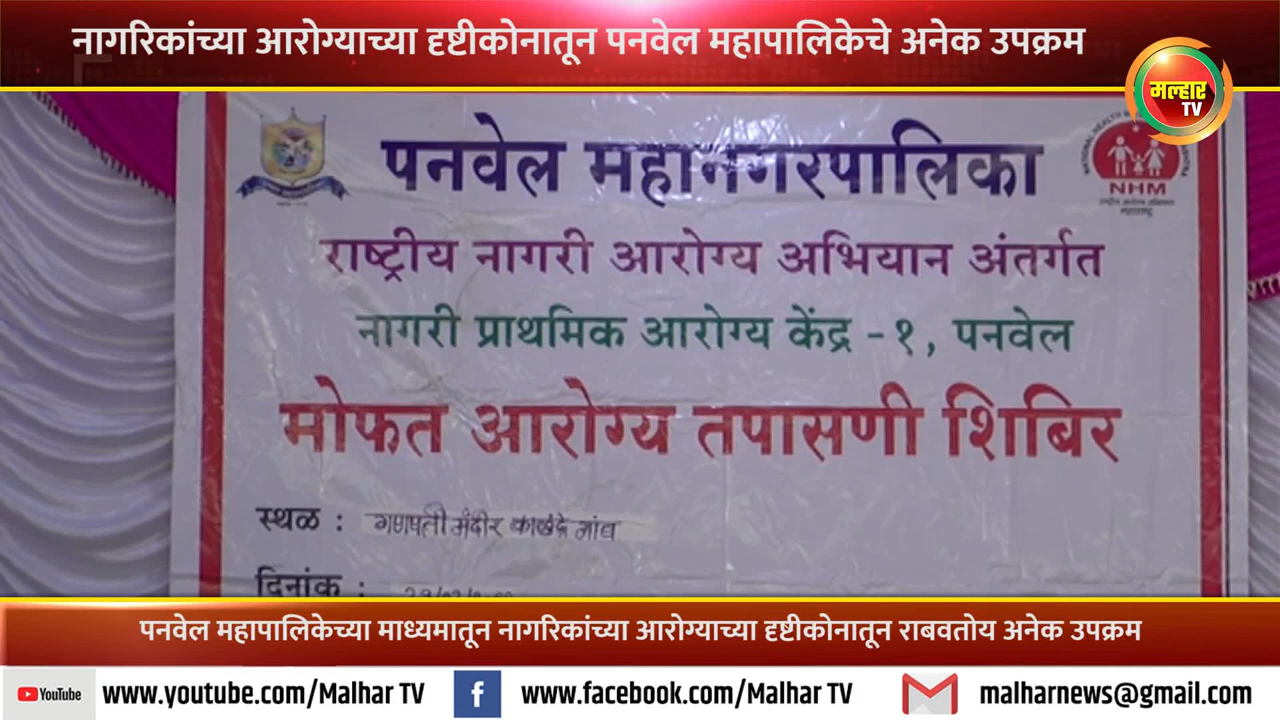 नागरिकांच्या आरोग्याच्या दृष्टीकोनातून पनवेल महापालिकेचे अनेक उपक्रम
मल्हार
TV
पनवेल महानगरपालिका
NHM
राष्ट्रीय नागरी आरोग्य अभियान अंतर्गत
नागरी प्राथमिक आरोग्य केंद्र -१, पनवेल
मोफत आरोग्य तपासणी शिबिर
स्थळ : गणपती मंदीर काळुंद्रे गांव
दिनांक :
पनवेल महापालिकेच्या माध्यमातून नागरिकांच्या आरोग्याच्या दृष्टीकोनातून राबवतोय अनेक उपक्रम
YouTube www.youtube.com/Malhar TV f www.facebook.com/Malhar TV malharnews@gmail.com